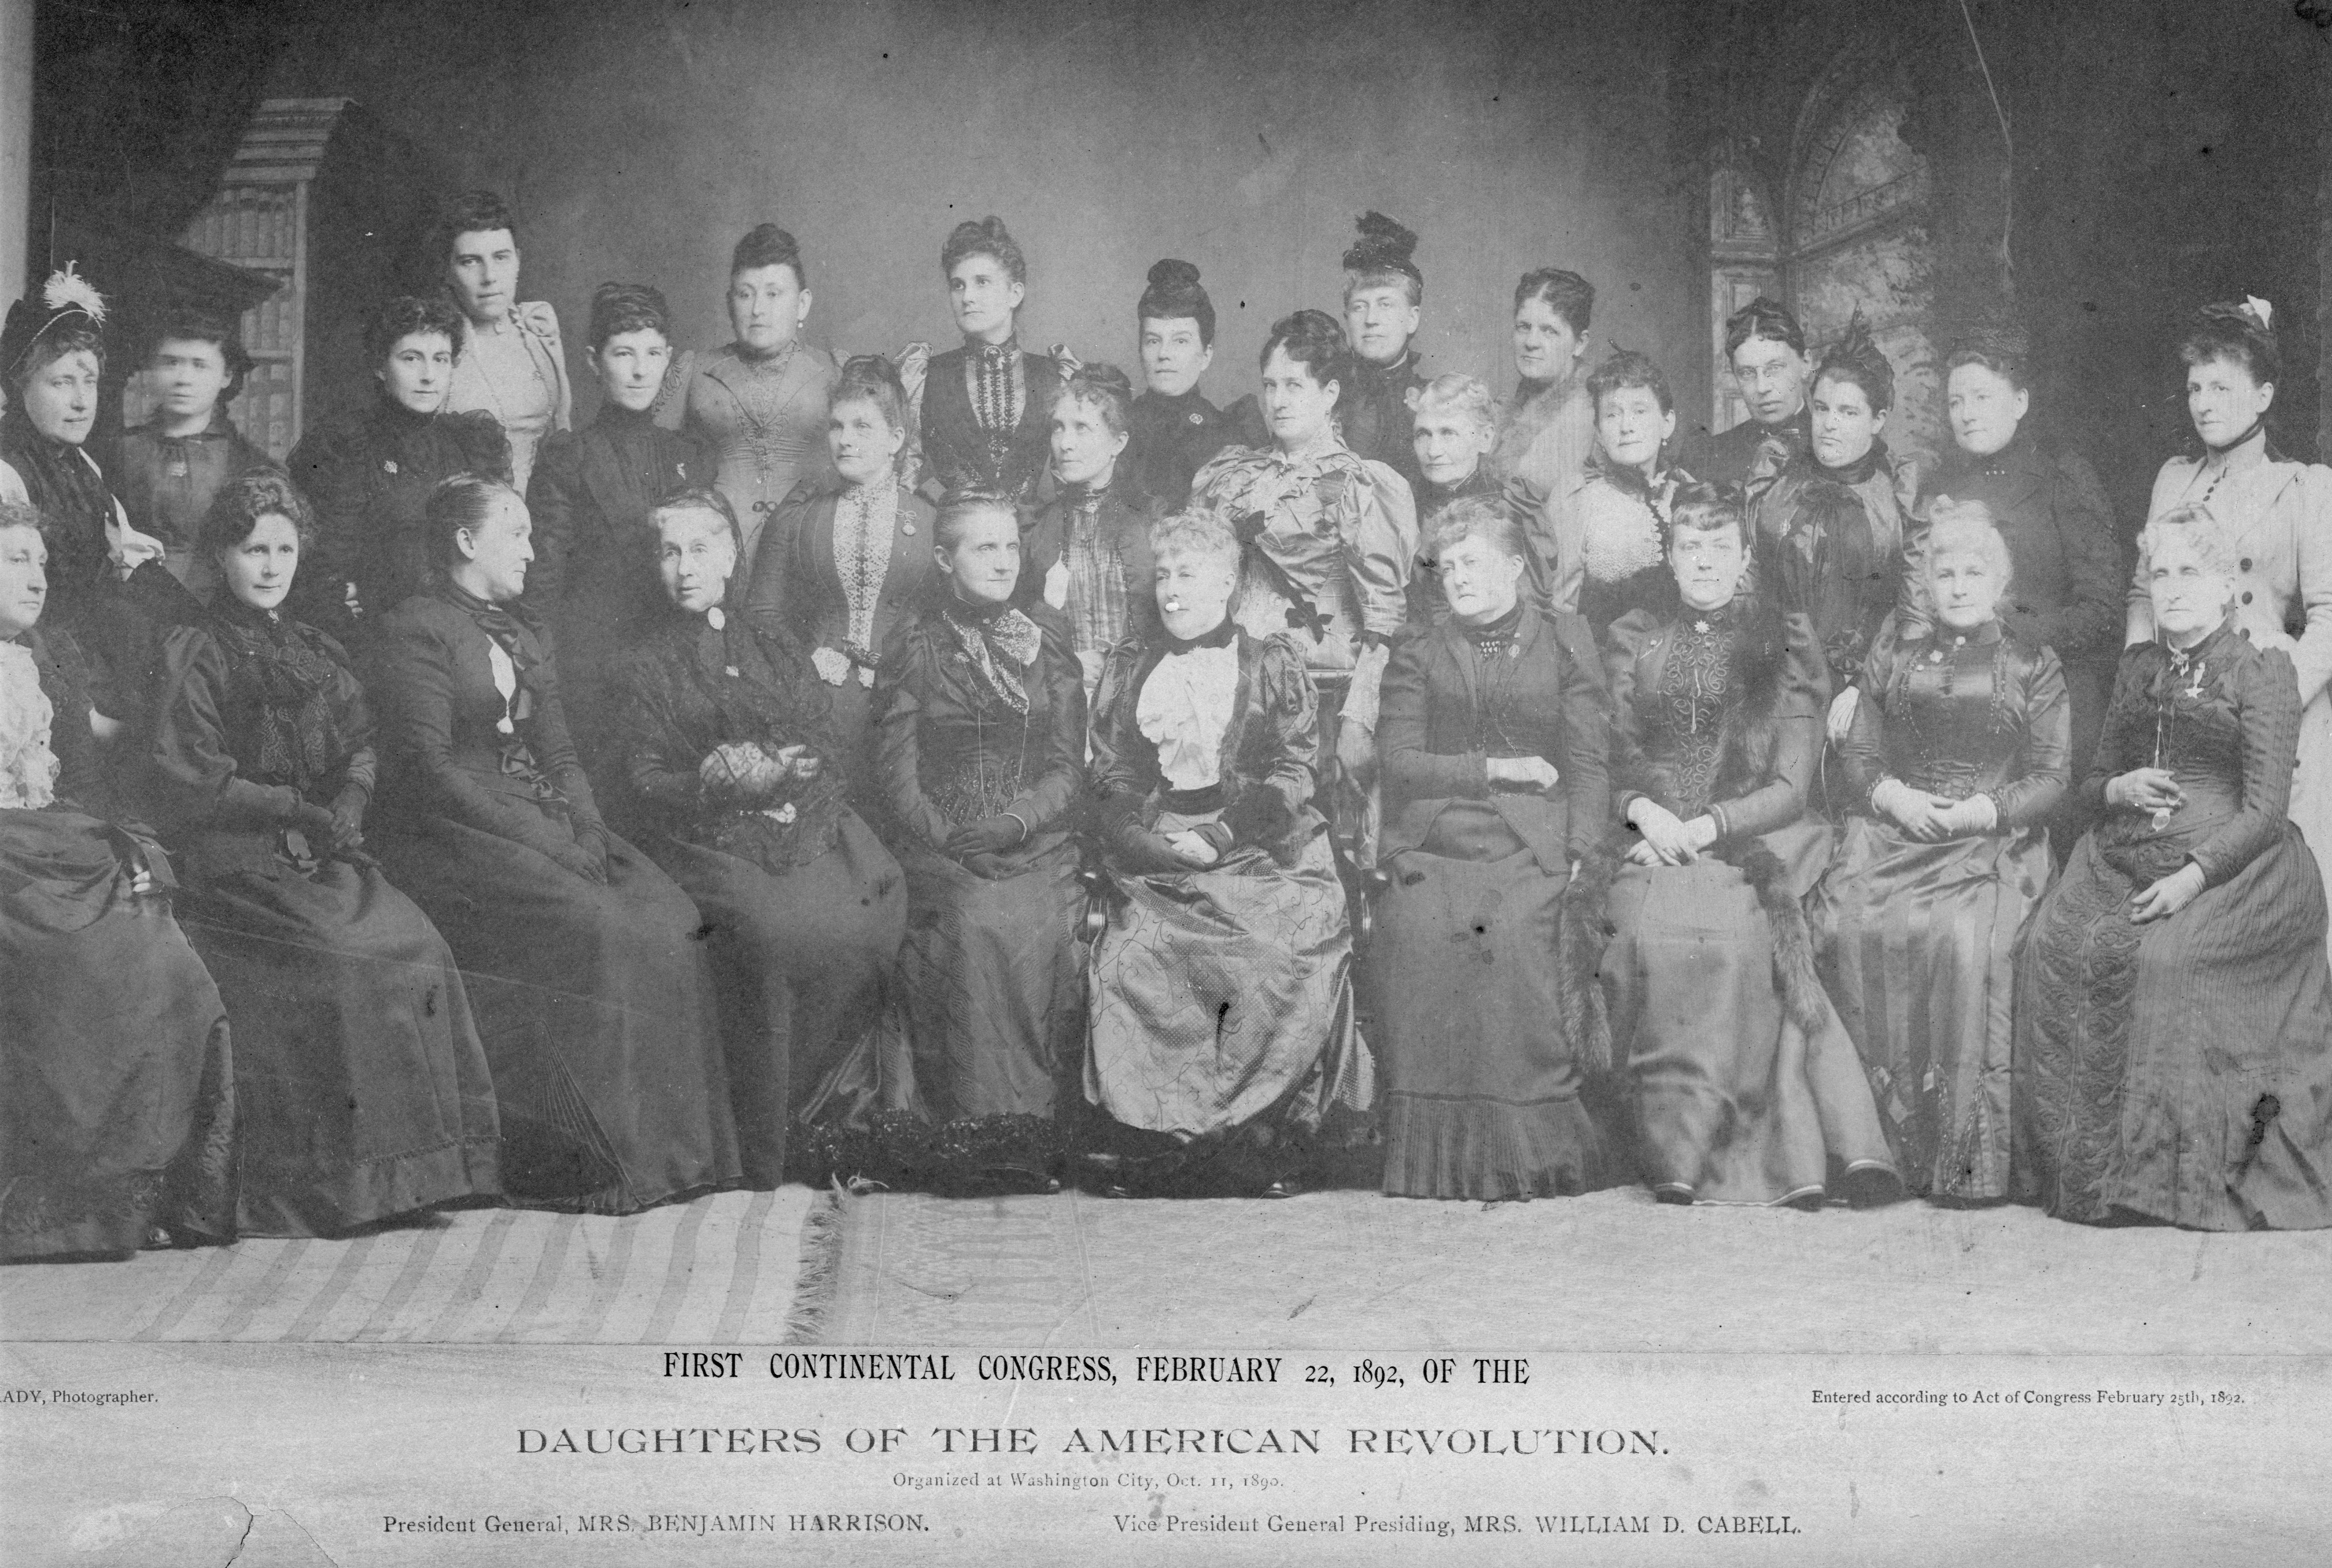 FIRST CONTINENTAL CONGRESS, FEBRUARY 22, 1892, OF THE
ADY, Photographer.
Entered according to Act of Congress February 25th, 1892.
DAUGHTERS OF THE AMERICAN REVOLUTION.
Organized at Washington City, Oct. 11, 1890.
President General, MRS. BENJAMIN HARRISON.
Vice President General Presiding, MRS. WILLIAM D. CABELL.